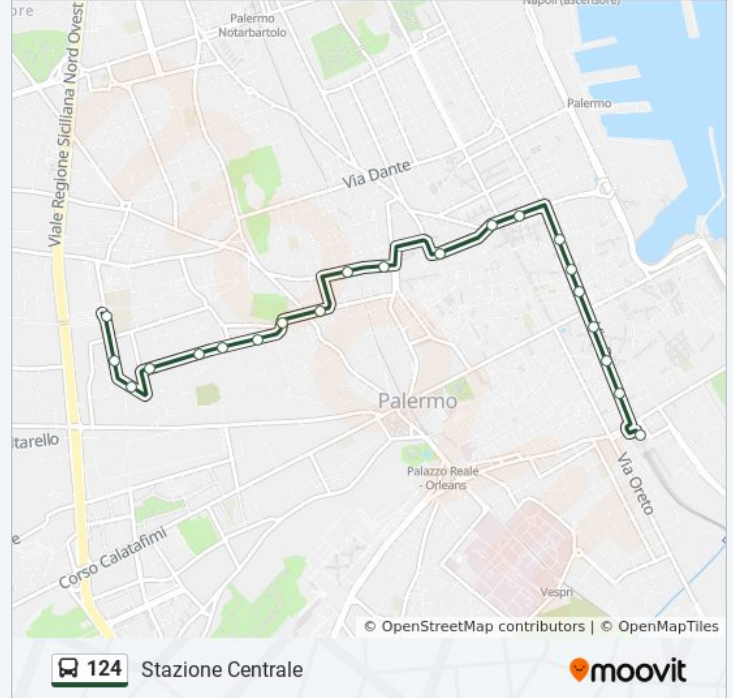 ore
Napoli (ascensore)
Palermo
Notarbartolo
Palermo
Viale Regione Siciliana Nord Ovest
Via Dante
Palermo
itarello
Palazzo Reale
- Orleans
Via Oreto
e
Corso Calatafimi
Vespri
© OpenStreetMap contributors | © OpenMapTiles
124 Stazione Centrale
moovit